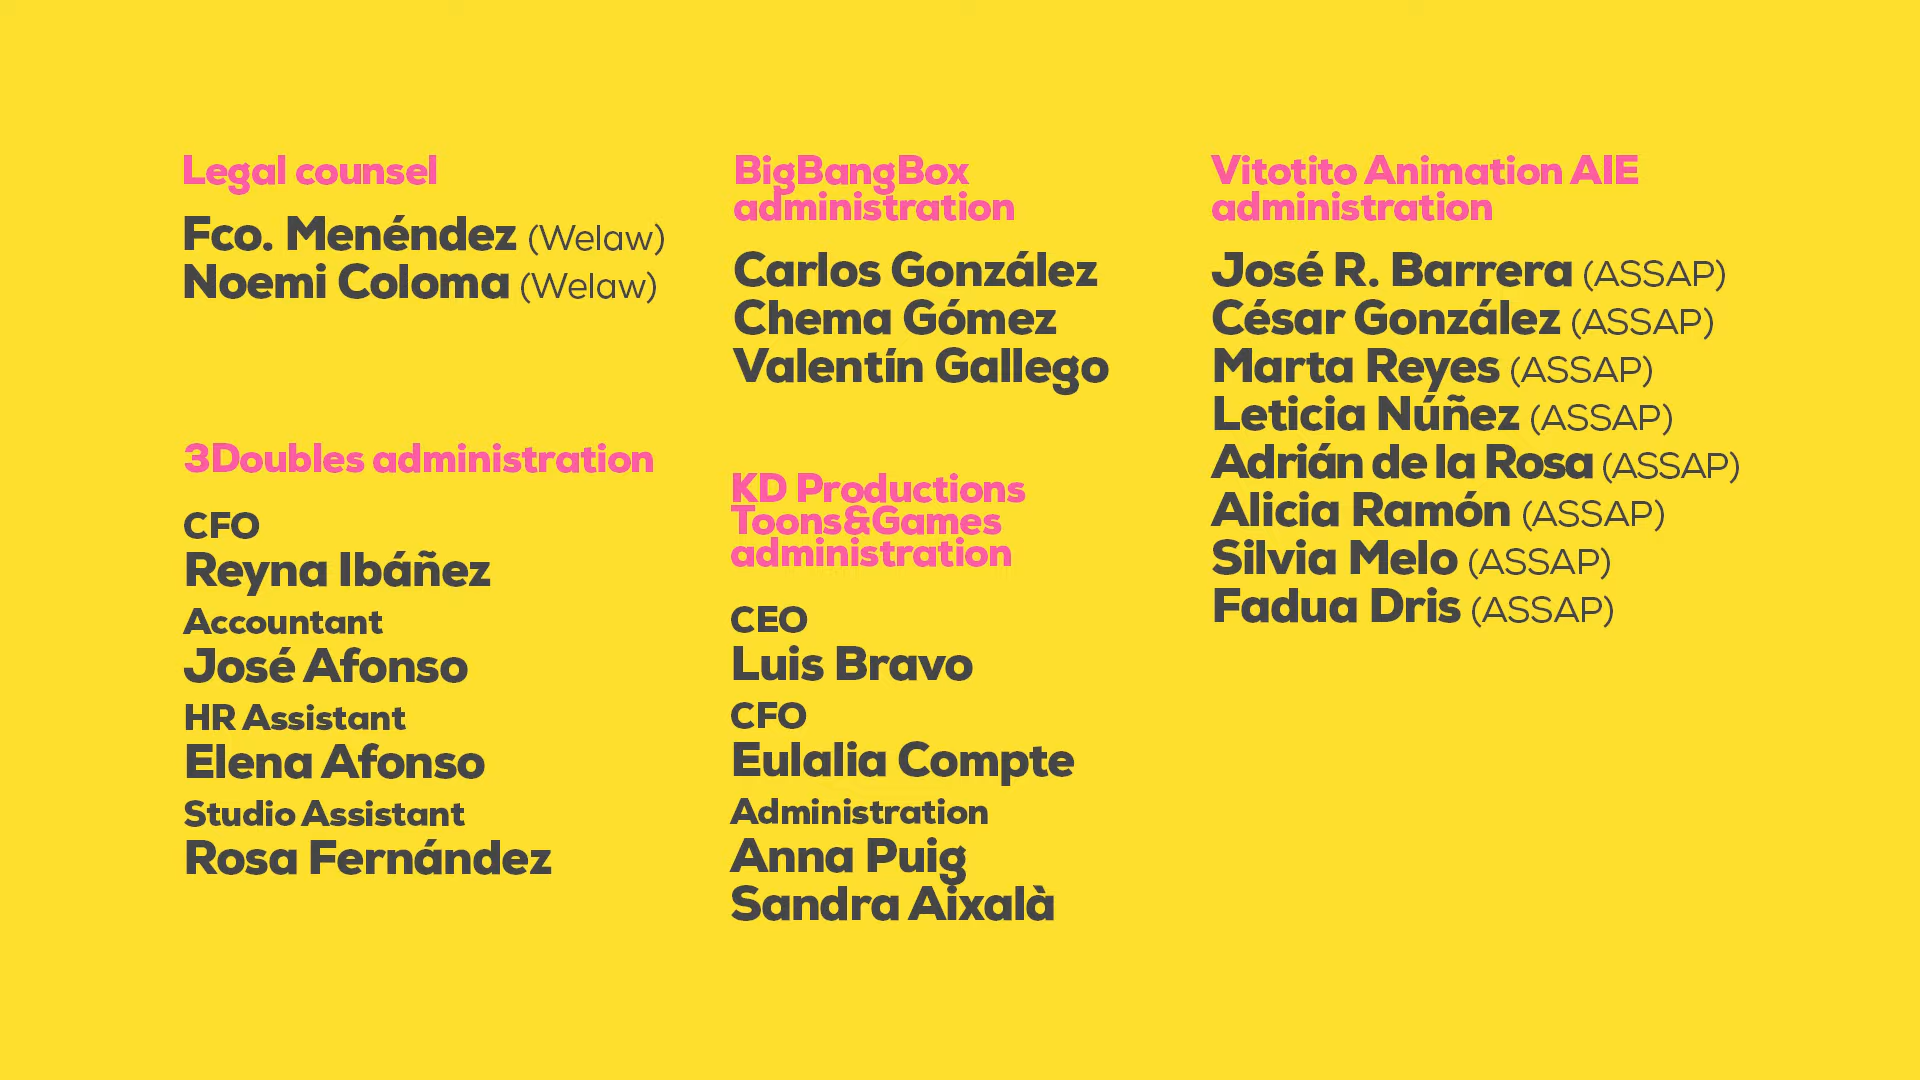 Legal counsel
Fco. Menéndez (Welaw)
Noemi Coloma (Welaw)
3Doubles administration
CFO
Reyna Ibáñez
Accountant
José Afonso
HR Assistant
Elena Afonso
Studio Assistant
Rosa Fernández
BigBangBox
administration
Carlos González
Chema Gómez
Valentín Gallego
KD Productions
Toons&Games
administration
CEO
Luis Bravo
CFO
Eulalia Compte
Administration
Anna Puig
Sandra Aixalà
Vitotito Animation AIE
administration
José R. Barrera (ASSAP)
César González (ASSAP)
Marta Reyes (ASSAP)
Leticia Núñez (ASSAP)
Adrián de la Rosa (ASSAP)
Alicia Ramón (ASSAP)
Silvia Melo (ASSAP)
Fadua Dris (ASSAP)